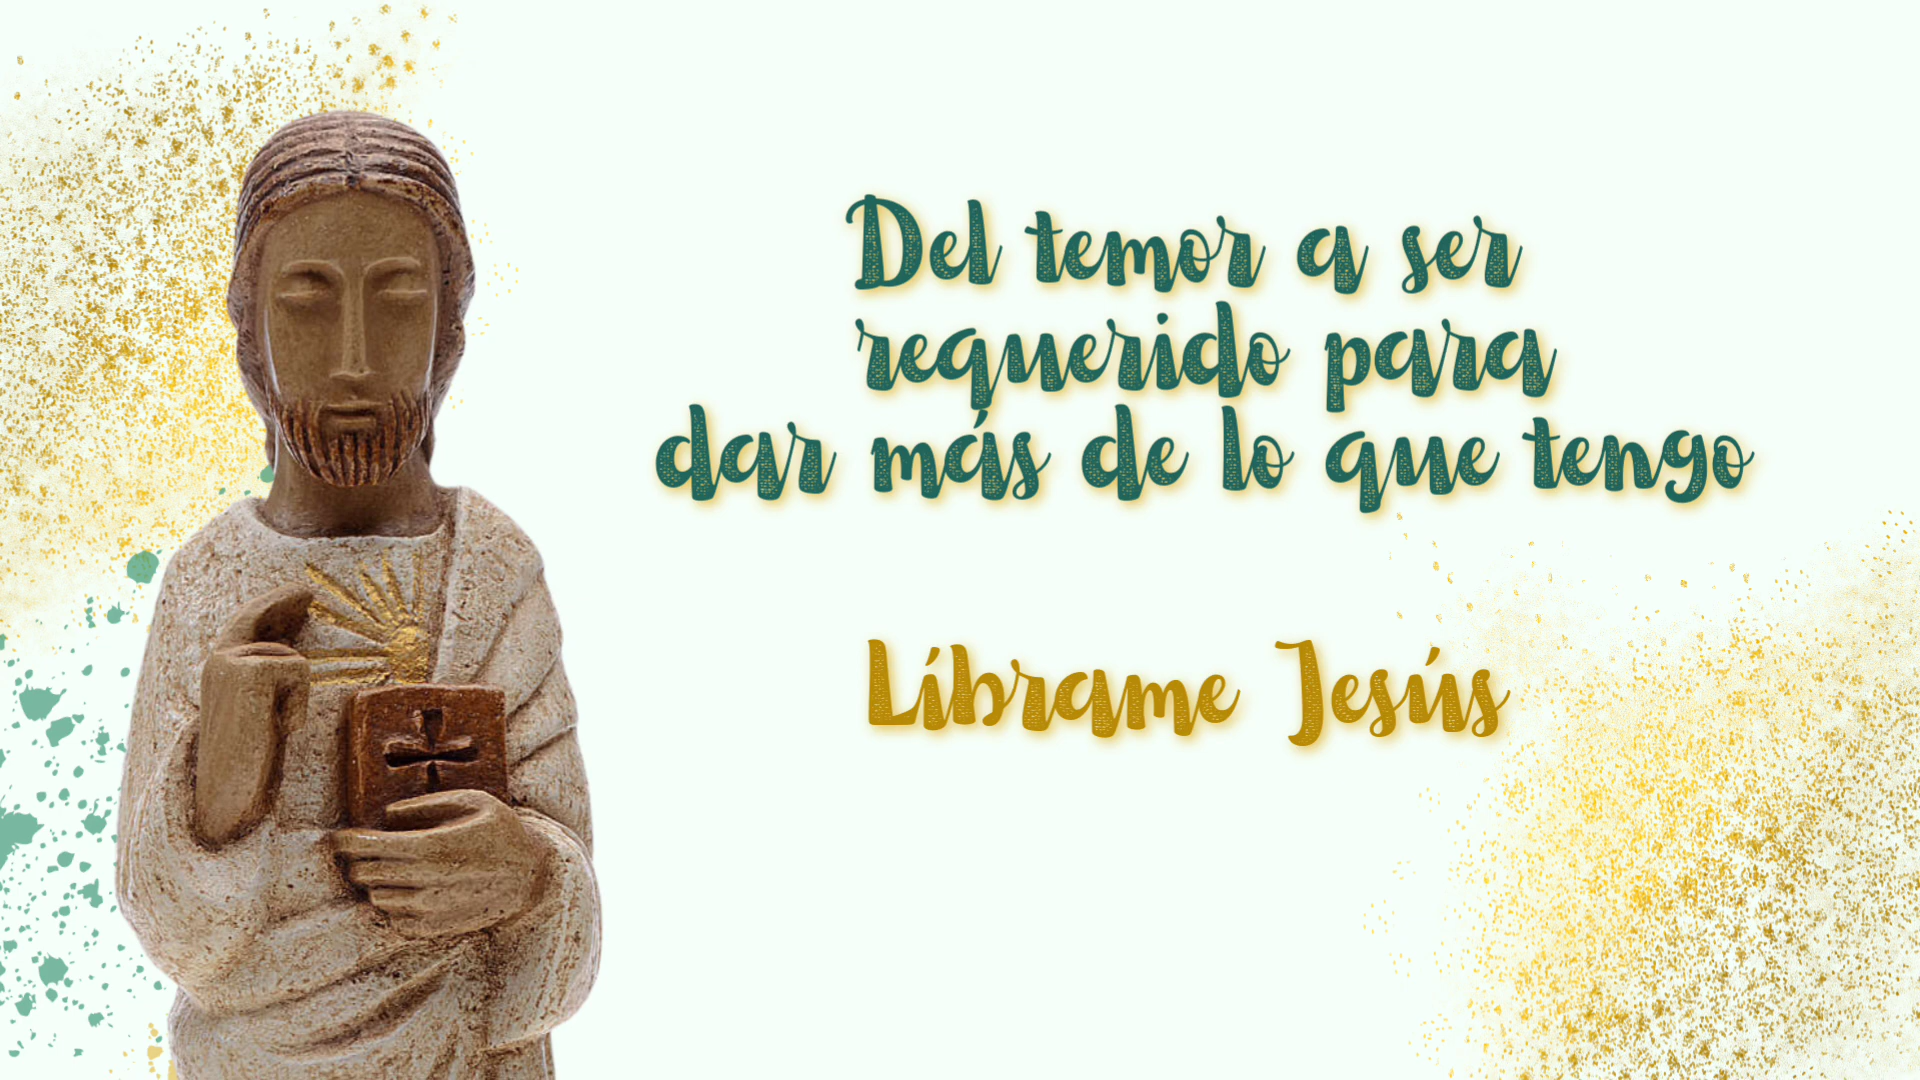 Del temor a ser
requerido para
dar más de lo que tengo
Líbrame Jesús